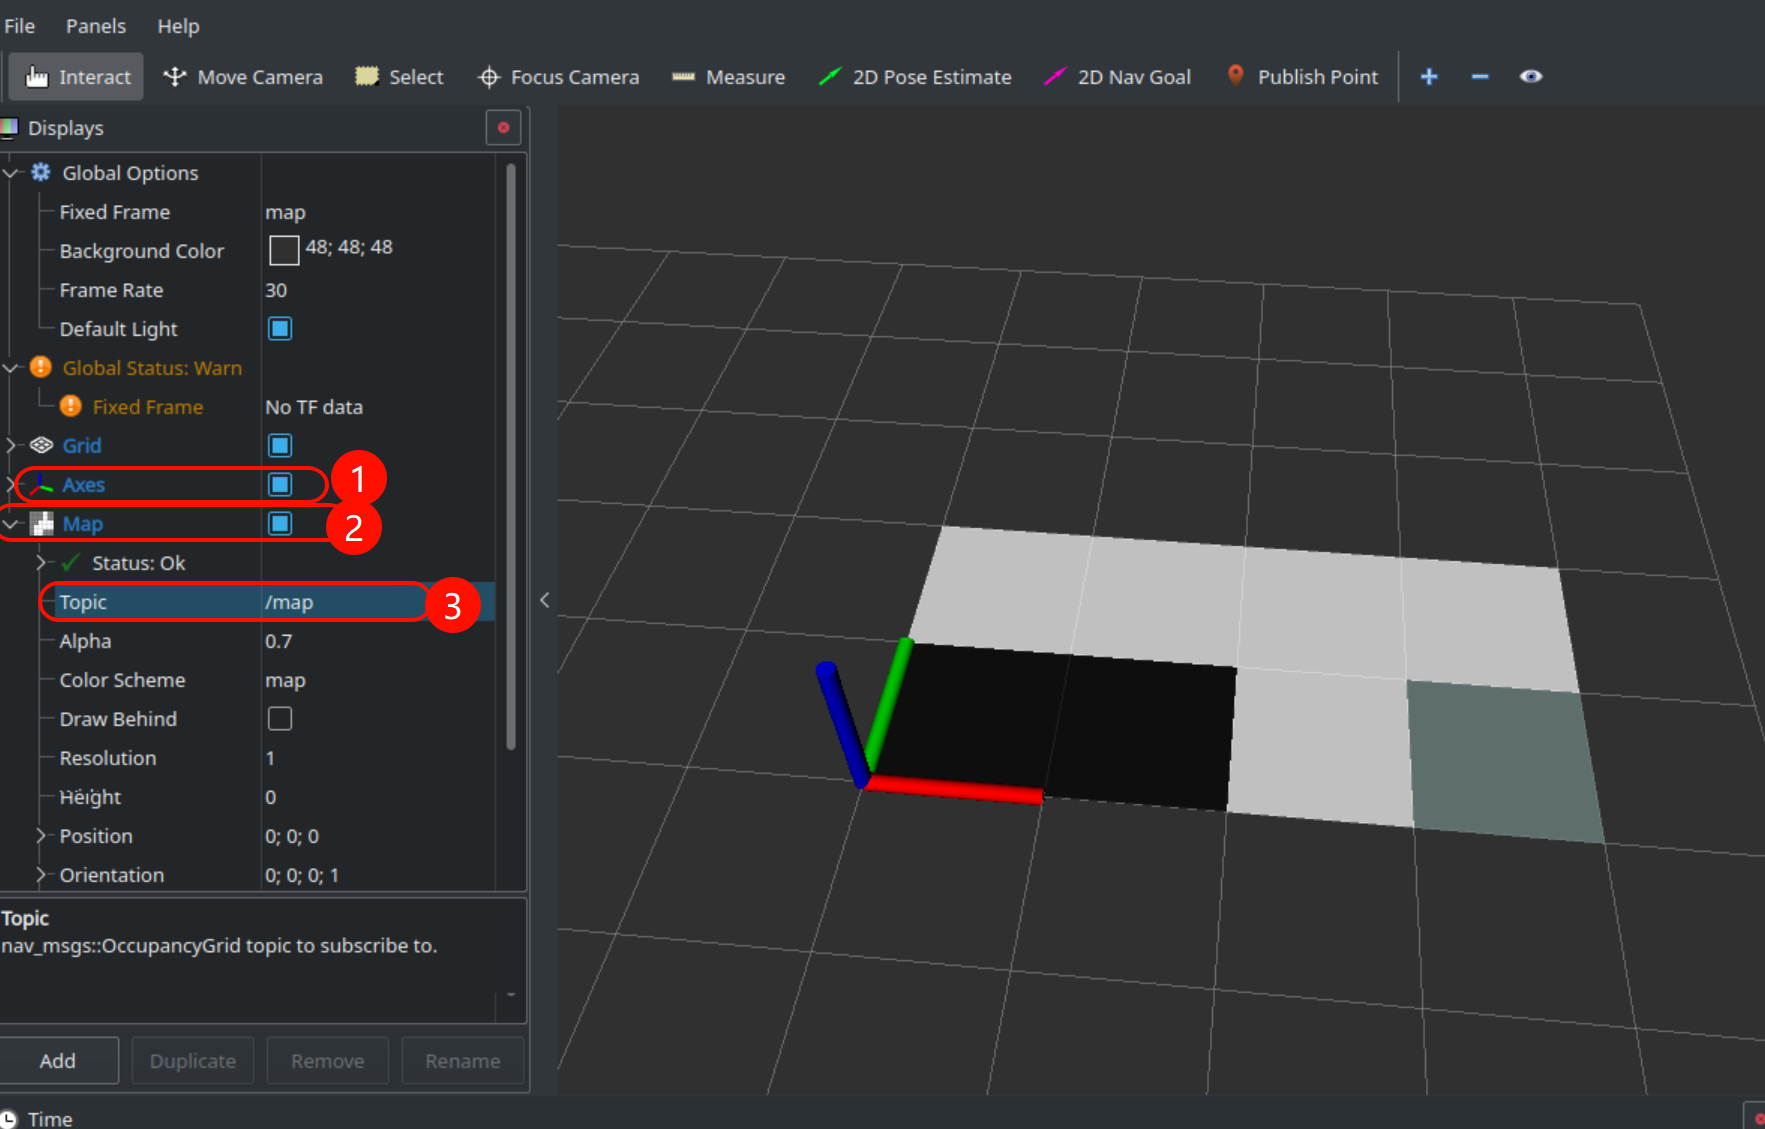 File Panels Help
Interact Move Camera Select Focus Camera Measure 2D Pose Estimate 2D Nav Goal Publish Point
Displays
Global Options
Fixed Frame map
Background Color 48; 48; 48
Frame Rate 30
Default Light
Global Status: Warn
Fixed Frame No TF data
Grid
Axes 1
Map 2
Status: Ok
Topic /map 3
Alpha 0.7
Color Scheme map
Draw Behind
Resolution 1
Height 0
Position 0; 0; 0
Orientation 0; 0; 0; 1
Topic
nav_msgs::OccupancyGrid topic to subscribe to.
Add Duplicate Remove Rename
Time